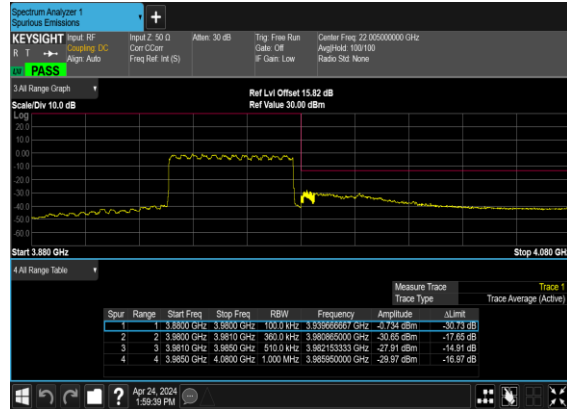 Spectrum Analyzer 1
Spurious Emissions
+
KEYSIGHT Input: RF Input Z: 50 Ω Atten: 30 dB Trig: Free Run Center Freq: 22.005000000 GHz
R T Coupling: DC Corr CCorr Gate: Off Avg|Hold: 100/100
Align: Auto Freq Ref: Int (S) IF Gain: Low Radio Std: None
PASS
3 All Range Graph
Ref Lvl Offset 15.82 dB
Scale/Div 10.0 dB Ref Value 30.00 dBm
Log
20.0
10.0
0.00
-10.0
-20.0
-30.0
-40.0
-50.0
-60.0
Start 3.880 GHz Stop 4.080 GH
4 All Range Table
Measure Trace Trace 1
Trace Type Trace Average (Active)
Spur Range Start Freq Stop Freq RBW Frequency Amplitude ΔLimit
1 1 3.8800 GHz 3.9800 GHz 100.0 kHz 3.939666667 GHz -0.734 dBm -30.73 dB
2 2 3.9800 GHz 3.9810 GHz 360.0 kHz 3.980865000 GHz -30.65 dBm -17.65 dB
3 3 3.9810 GHz 3.9850 GHz 510.0 kHz 3.982153333 GHz -27.91 dBm -14.91 dB
4 4 3.9850 GHz 4.0800 GHz 1.000 MHz 3.985950000 GHz -29.97 dBm -16.97 dB
? Apr 24, 2024
1:59:39 PM